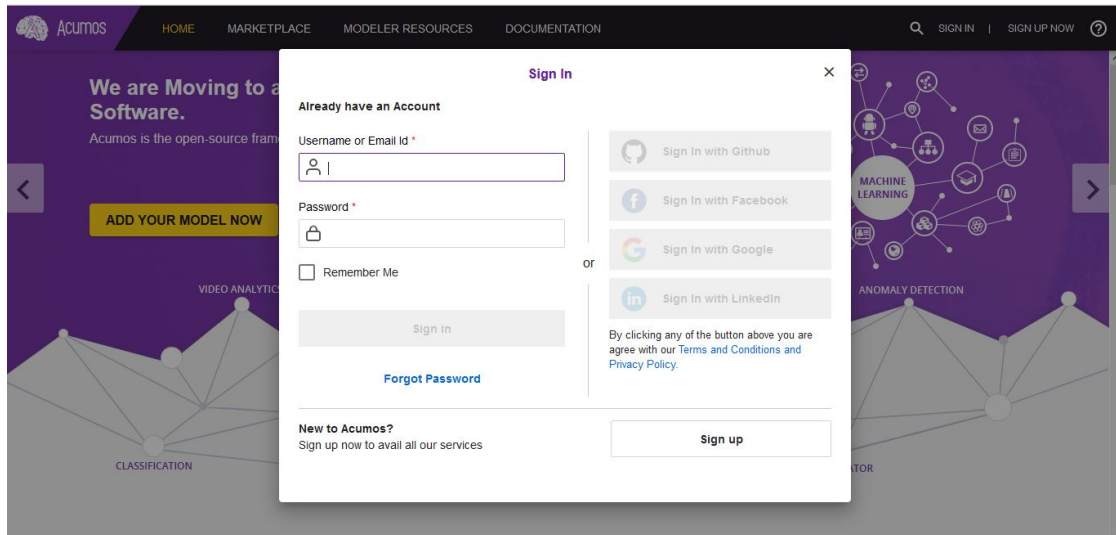 Acumos
HOME MARKETPLACE MODELER RESOURCES DOCUMENTATION
SIGN IN | SIGN UP NOW
We are Moving to a
Software.
Acumos is the open-source fram
ADD YOUR MODEL NOW
VIDEO ANALYTICS
CLASSIFICATION
Sign In
Already have an Account
Username or Email Id *
Password *
Remember Me
Sign in
Forgot Password
or
Sign In with Github
Sign In with Facebook
Sign In with Google
Sign In with LinkedIn
By clicking any of the button above you are
agree with our Terms and Conditions and
Privacy Policy.
New to Acumos?
Sign up now to avail all our services
Sign up
MACHINE
LEARNING
ANOMALY DETECTION
ATOR